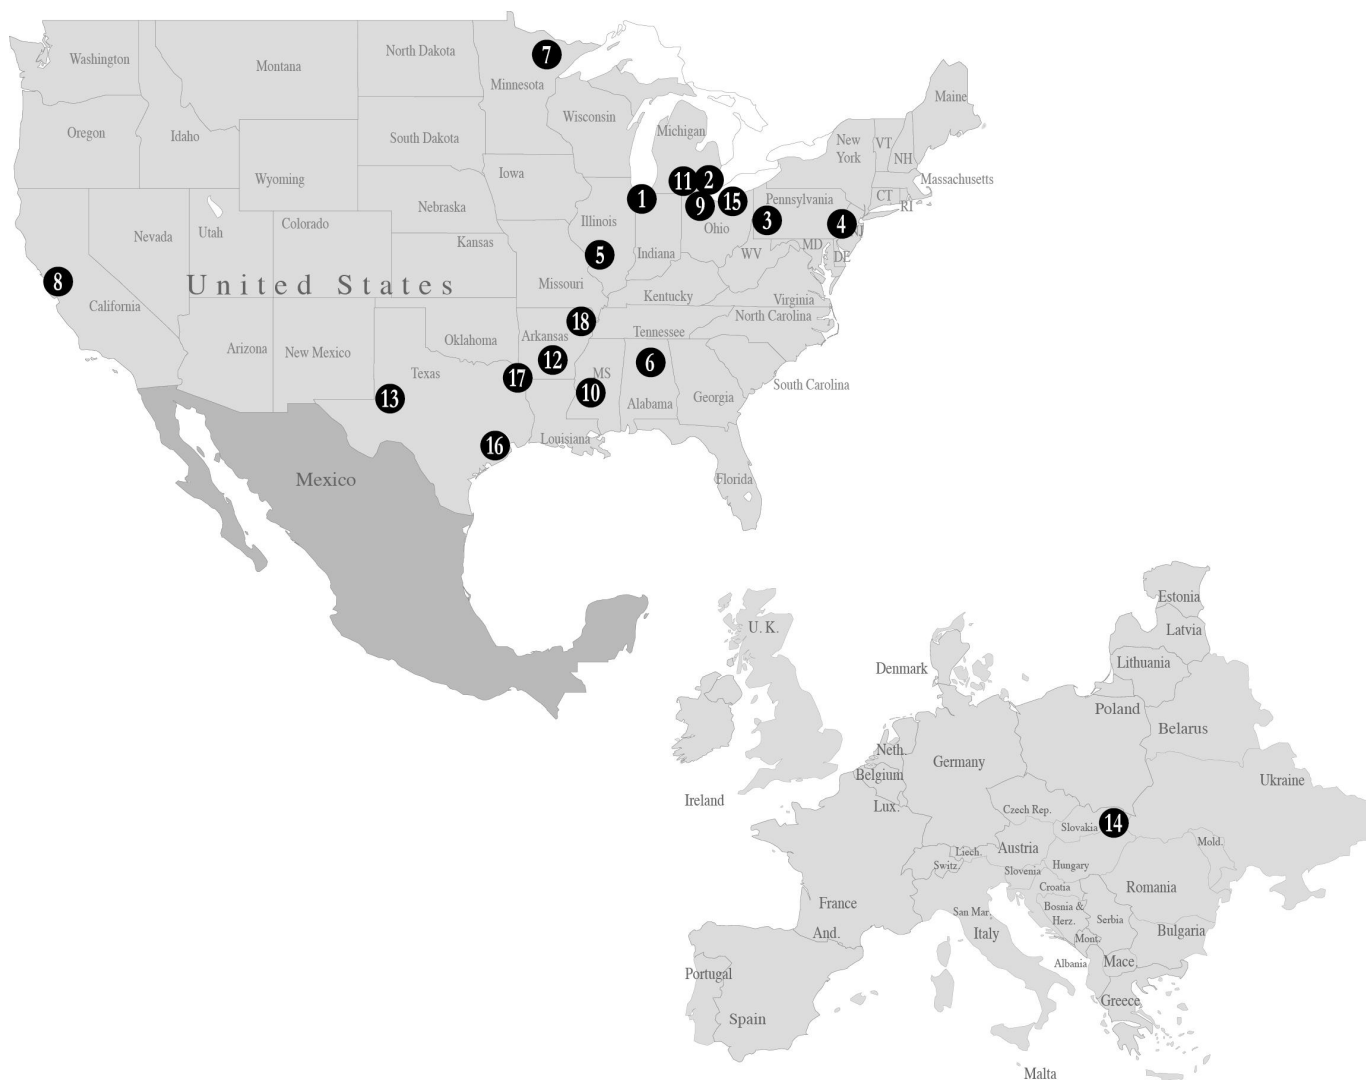 7
North Dakota
Washington
Montana
Minnesota
Maine
Wisconsin
Michigan
Oregon
Idaho
South Dakota
New
York
VT
NH
Iowa
Wyoming
11
2
Massachusetts
1
9
15
Pennsylvania
CT
RI
Nebraska
3
4
J
Illinois
Ohio
Colorado
Utah
Nevada
Kansas
5
Indiana
WV
MD
DE
8
United States
Missouri
Kentucky
Virginia
California
18
North Carolina
Tennessee
Arkansas
Oklahoma
Arizona
New Mexico
12
6
MS
Texas
17
South Carolina
13
10
Alabama
Georgia
16
Louisiana
Mexico
Florida
Estonia
U. K.
Latvia
Denmark
Lithuania
Poland
Belarus
Neth.
Germany
Belgium
Ukraine
Ireland
Lux.
Czech Rep.
Slovakia
14
Mold.
Austria
Liech.
Switz.
Slovenia
Hungary
Croatia
Romania
France
San Mar.
Bosnia &
Herz.
Serbia
And.
Italy
Bulgaria
Mont.
Albania
Mace.
Portugal
Greece
Spain
Malta